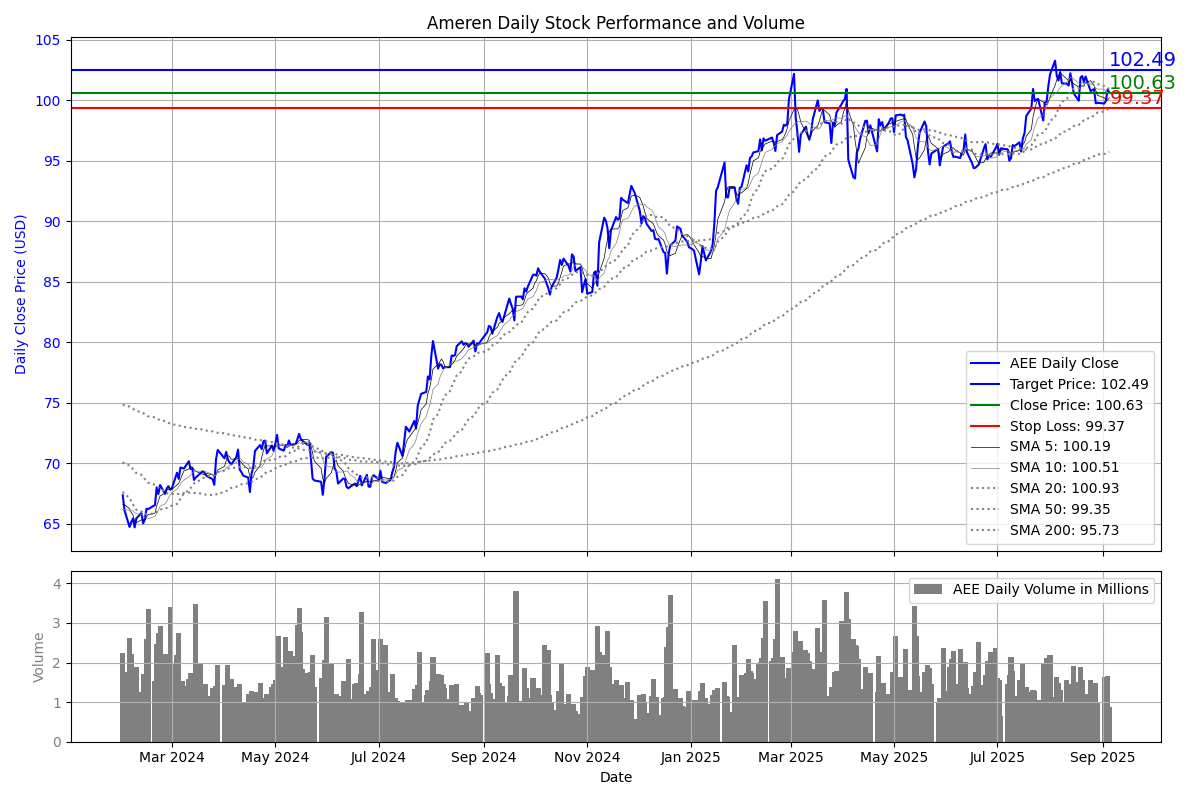 Ameren Daily Stock Performance and Volume
105
100
95
90
85
80
75
70
65
Daily Close Price (USD)
102.49
100.63
99.37
AEE Daily Close
Target Price: 102.49
Close Price: 100.63
Stop Loss: 99.37
SMA 5: 100.19
SMA 10: 100.51
SMA 20: 100.93
SMA 50: 99.35
SMA 200: 95.73
4
3
2
1
0
Volume
AEE Daily Volume in Millions
Mar 2024
May 2024
Jul 2024
Sep 2024
Nov 2024
Jan 2025
Mar 2025
May 2025
Jul 2025
Sep 2025
Date